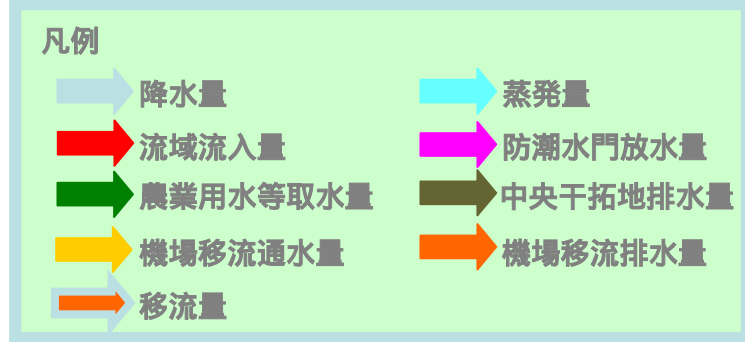 凡例
降水量
蒸発量
流域流入量
防潮水門放水量
農業用水等取水量
中央干拓地排水量
機場移流通水量
機場移流排水量
移流量